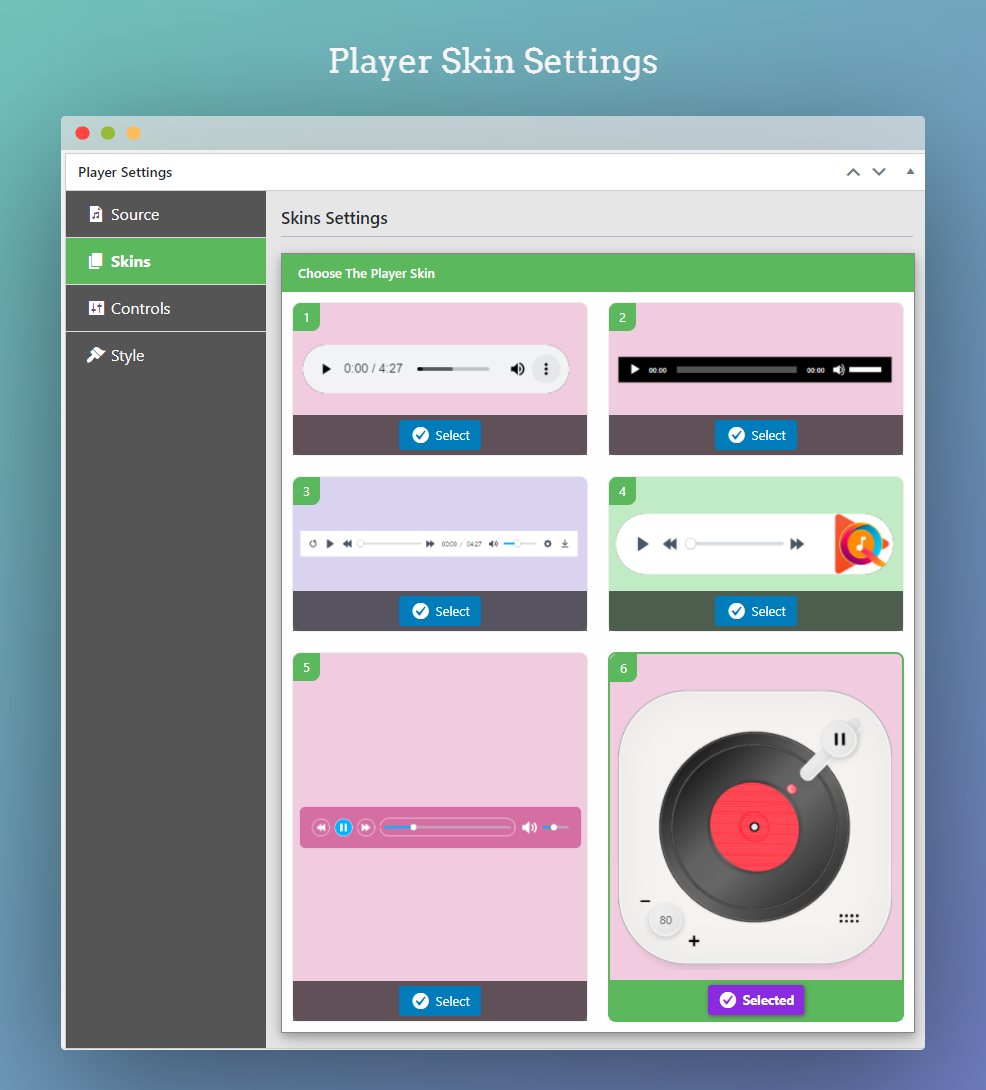 Player Skin Settings
Player Settings
Source
Skins
Controls
Style
Skins Settings
Choose The Player Skin
1
0:00 / 4:27
Select
2
00:00 00:00
Select
3
00:00 / 04:27
Select
4
Select
5
Select
6
80
Selected